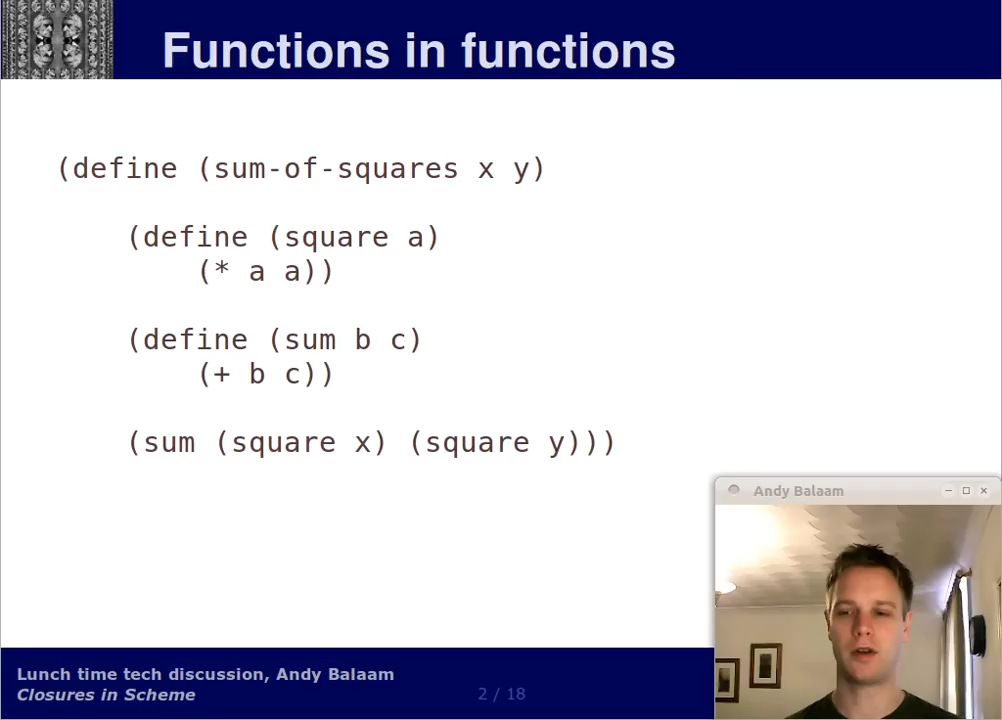 Functions in functions
(define (sum-of-squares x y)
(define (square a)
(* a a))
(define (sum b c)
(+ b c))
(sum (square x) (square y)))
Andy Balaam
Lunch time tech discussion, Andy Balaam
Closures in Scheme
2 / 18